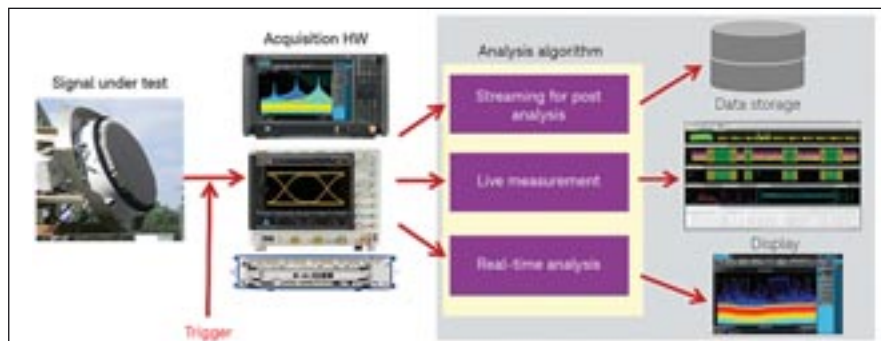 Acquisition HW
Analysis algorithm
Signal under test
Streaming for post
analysis
Data storage
Live measurement
Display
Real-time analysis
Trigger